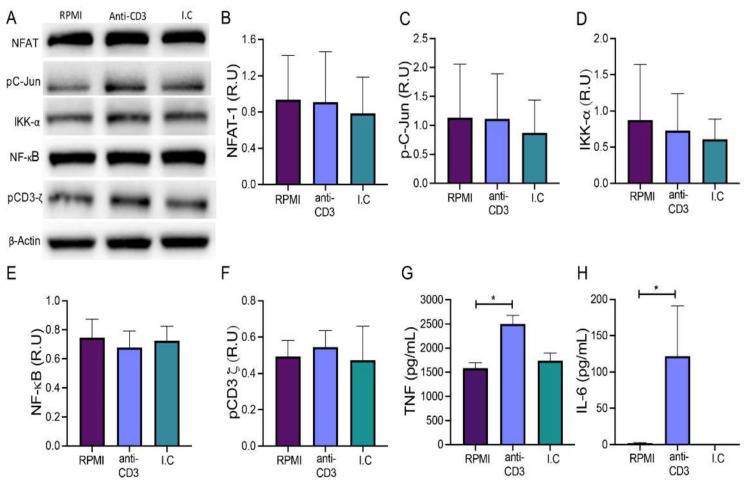 A
RPMI Anti-CD3 I.C
NFAT
pC-Jun
IKK-α
NF-κB
pCD3-ζ
β-Actin
B
NFAT-1 (R.U)
1.6
1.2
0.8
0.4
0.0
RPMI anti-CD3 I.C
C
p-C-Jun (R.U)
2.5
2.0
1.5
1.0
0.5
0.0
RPMI anti-CD3 I.C
D
IKK-α (R.U)
2.0
1.5
1.0
0.5
0.0
RPMI anti-CD3 I.C
E
NF-κB (R.U)
1.0
0.8
0.6
0.4
0.2
0.0
RPMI anti-CD3 I.C
F
pCD3 ζ (R.U)
0.8
0.6
0.4
0.2
0.0
RPMI anti-CD3 I.C
G
TNF (pg/mL)
3000
2500
2000
1500
1000
500
0
*
RPMI anti-CD3 I.C
H
IL-6 (pg/mL)
200
150
100
50
0
*
RPMI anti-CD3 I.C